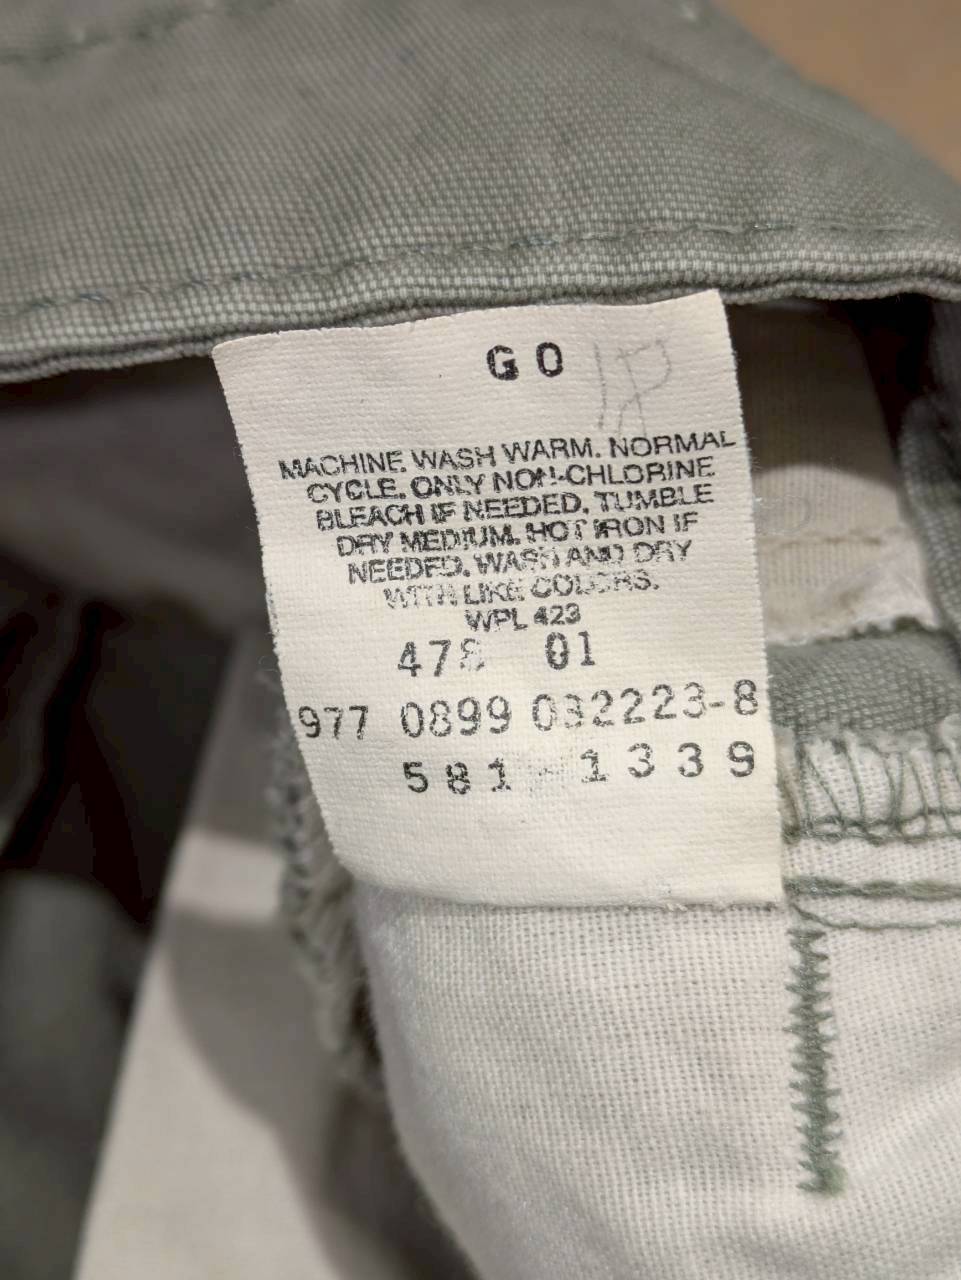 G0
MACHINE. WASH WARM. NORMAL
CYCLE. ONLY NON-CHLORINE
BLEACH IF NEEDED. TUMBLE
DRY MEDIUM. HOT IRON IF
NEEDED. WASH AND DRY
WITH LIKE COLORS.
WPL 423
478 01
977 0899 032223-8
581 - 1339